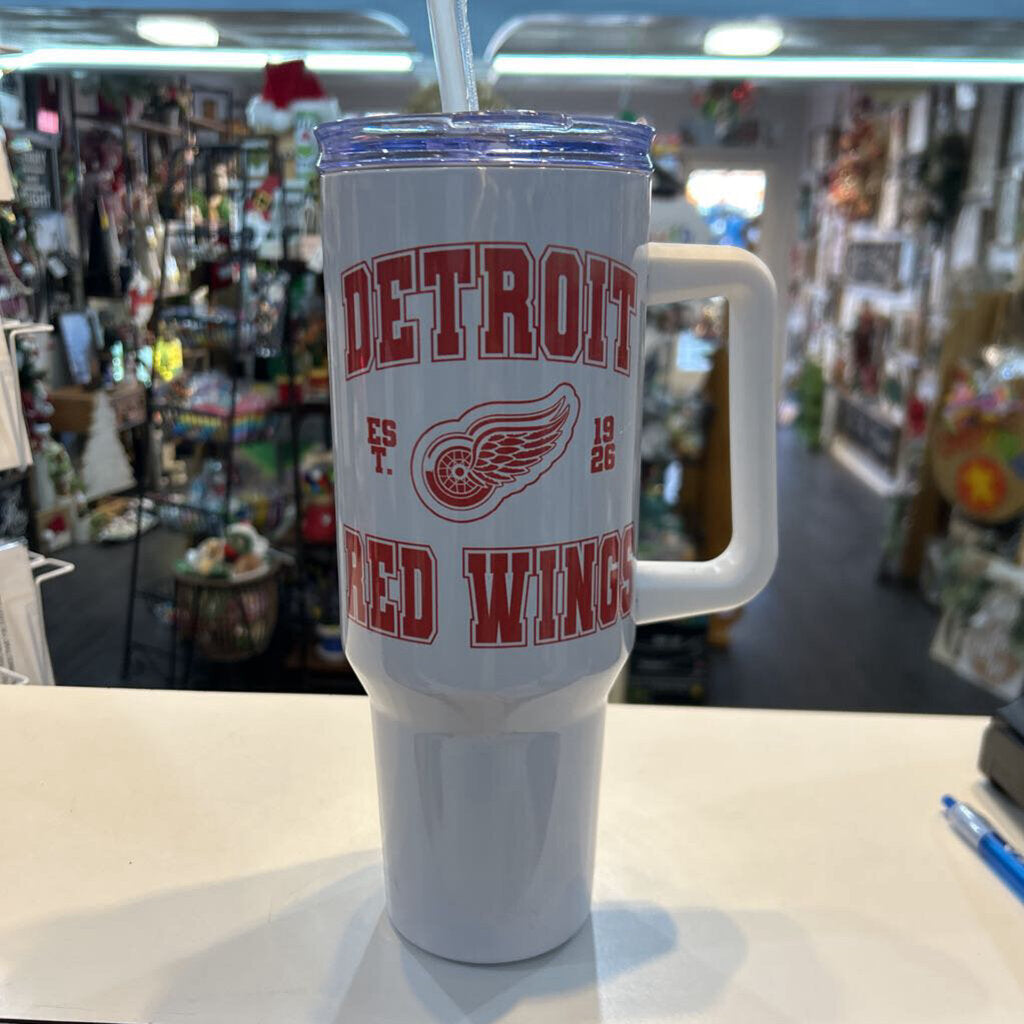 DETROIT
EST. 1926
RED WINGS